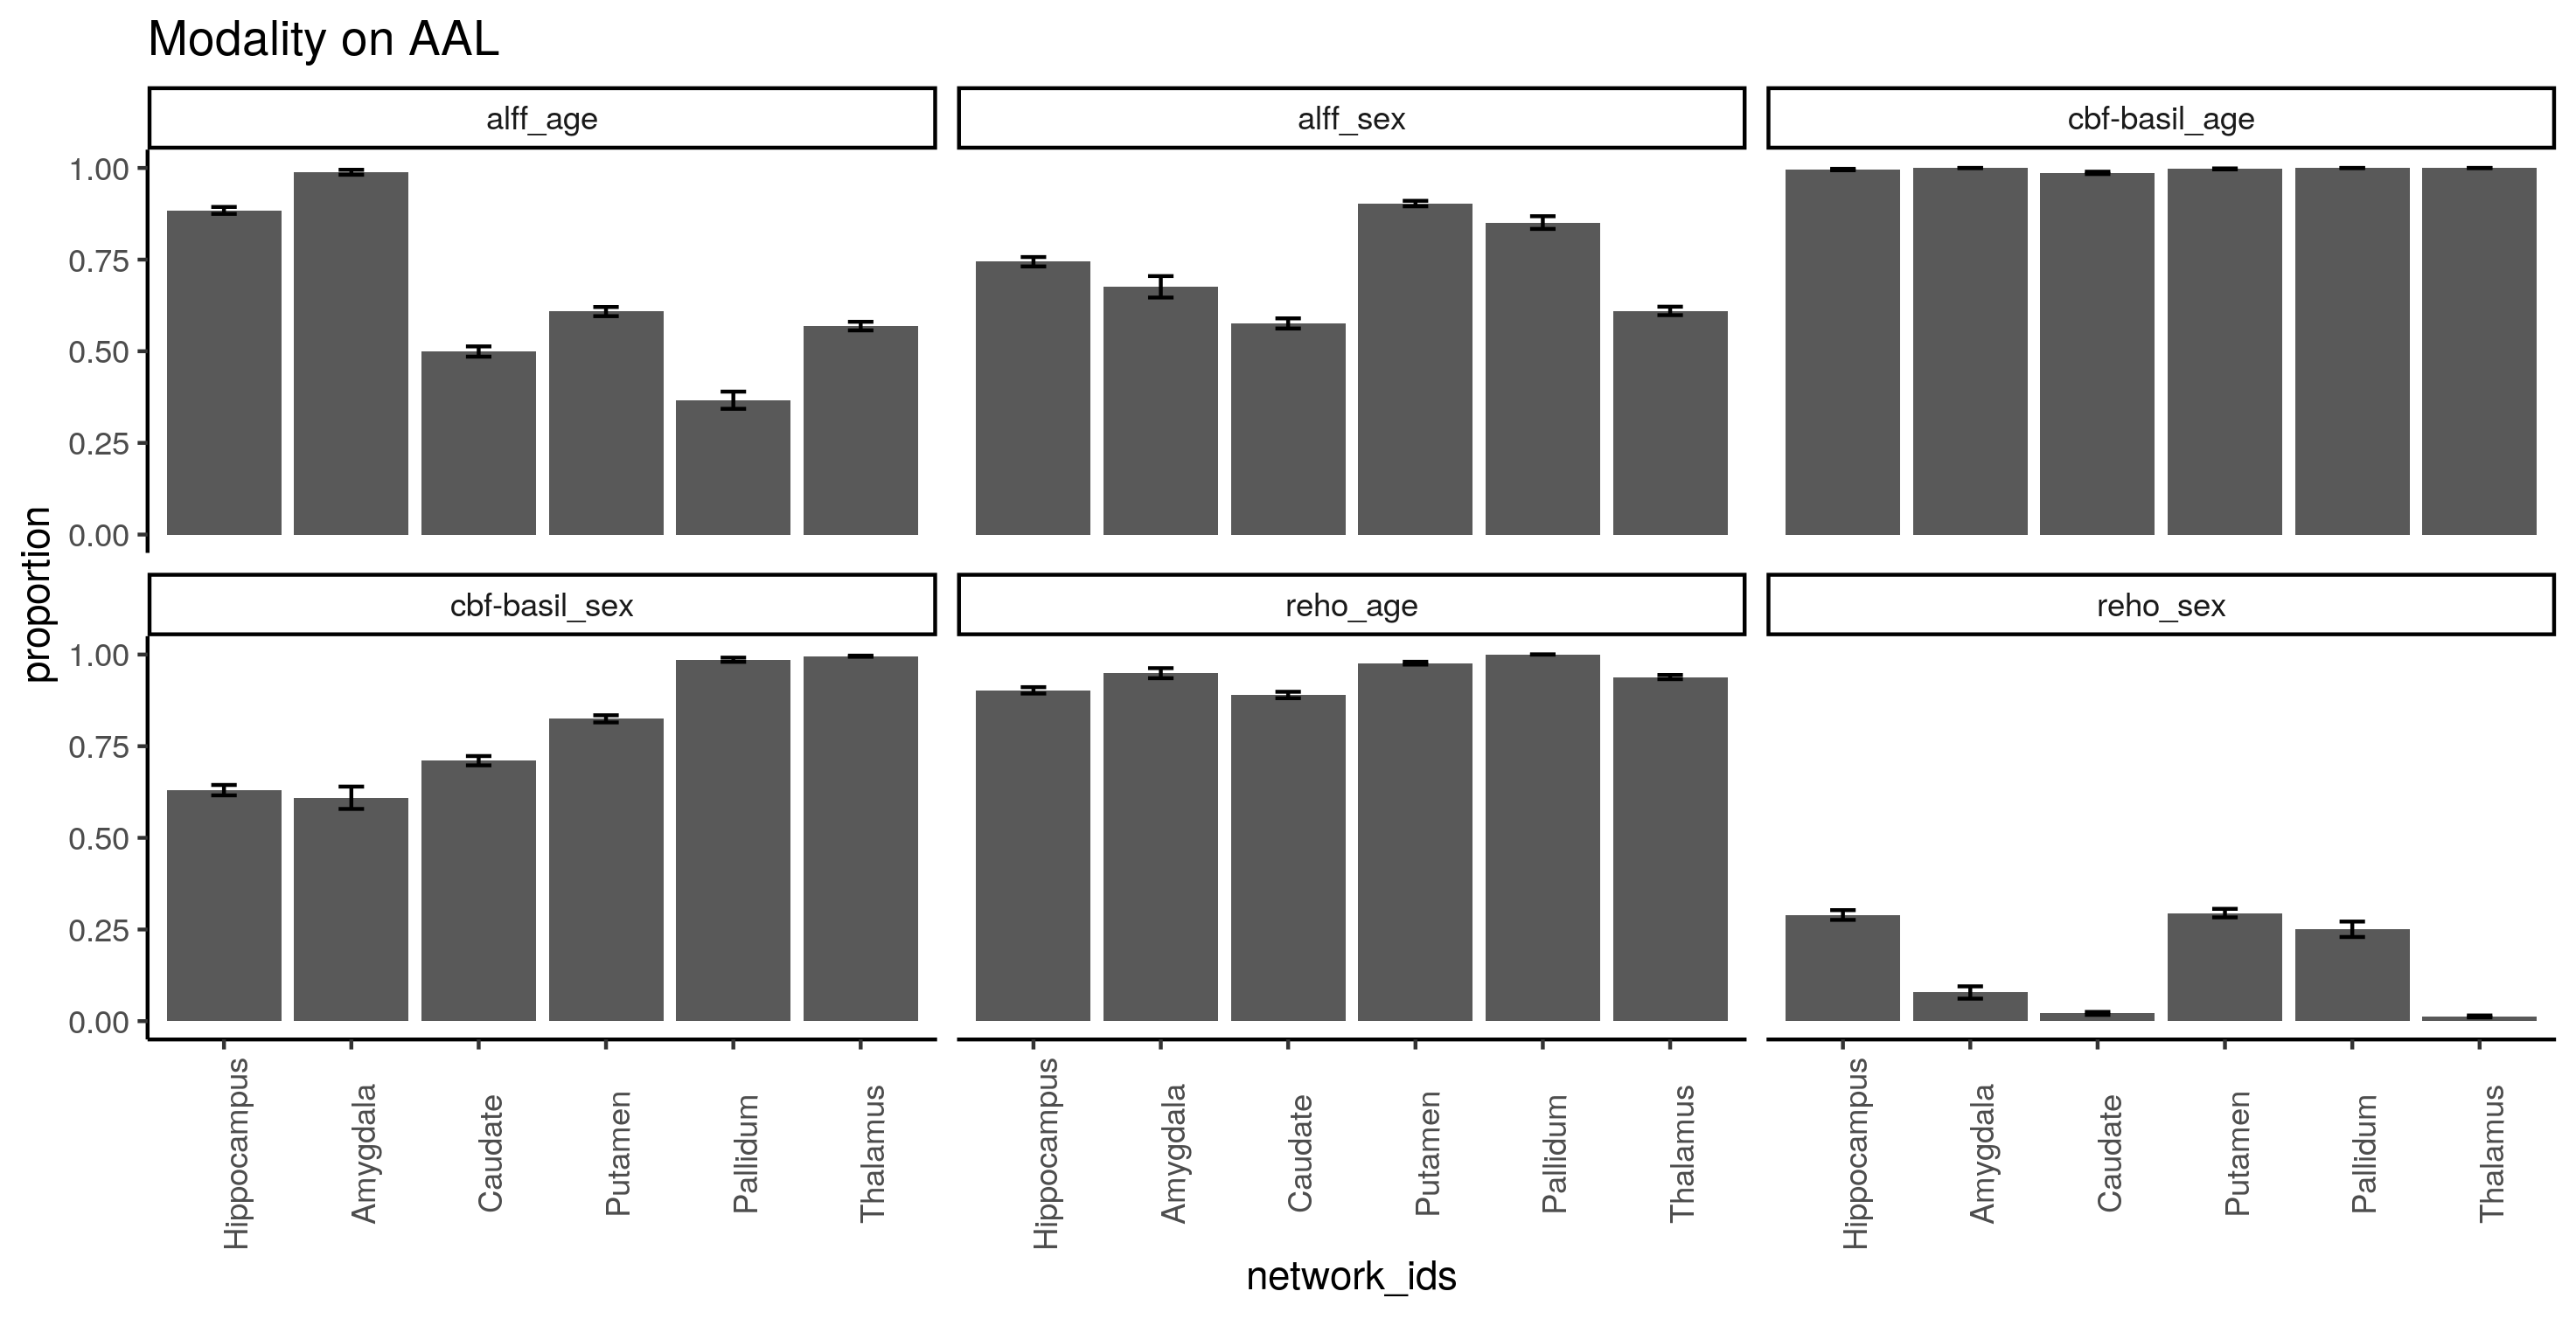 Modality on AAL
alff_age
alff_sex
cbf-basil_age
1.00
0.75
0.50
0.25
0.00
proportion
cbf-basil_sex
reho_age
reho_sex
1.00
0.75
0.50
0.25
0.00
Hippocampus
Amygdala
Caudate
Putamen
Pallidum
Thalamus
Hippocampus
Amygdala
Caudate
Putamen
Pallidum
Thalamus
Hippocampus
Amygdala
Caudate
Putamen
Pallidum
Thalamus
network_ids